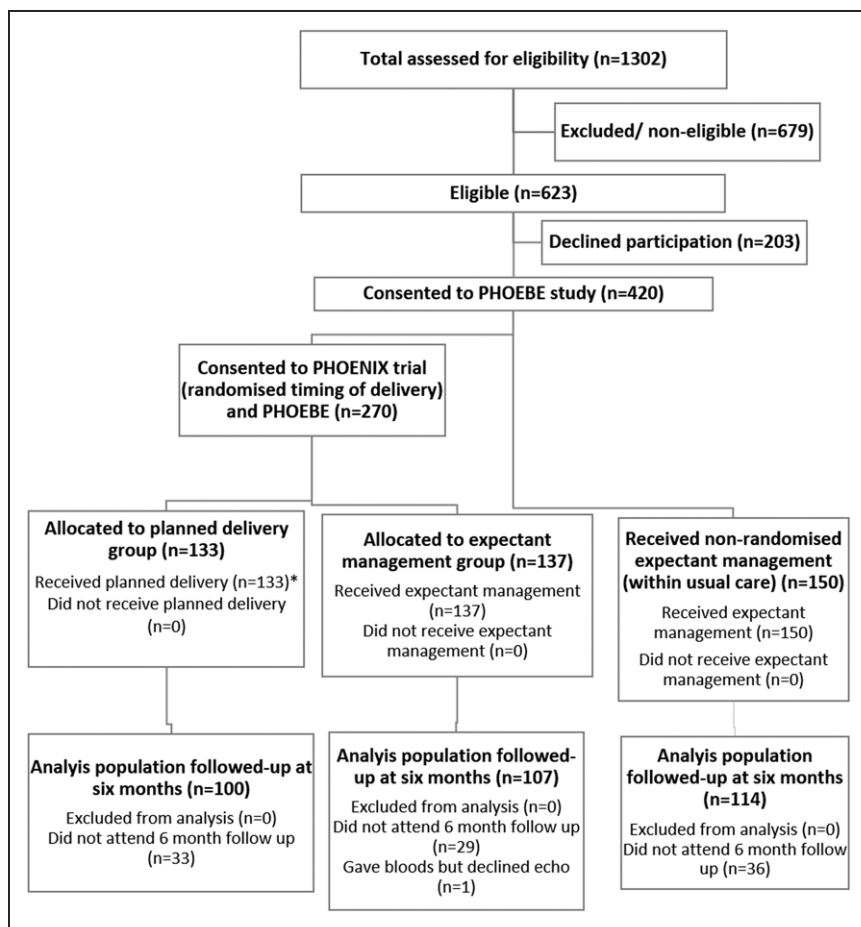 Total assessed for eligibility (n=1302)
Excluded/ non-eligible (n=679)
Eligible (n=623)
Declined participation (n=203)
Consented to PHOEBE study (n=420)
Consented to PHOENIX trial
(randomised timing of delivery)
and PHOEBE
(n=270)
Allocated to planned delivery
group (n=133)
Received planned delivery (n=133)*
Did not receive planned delivery
(n=0)
Allocated to expectant
management group (n=137)
Received expectant management
(n=137)
Did not receive expectant
management (n=0)
Received non-randomised
expectant management
(within usual care) (n=150)
Received expectant
management (n=150)
Did not receive expectant
management (n=0)
Analyis population followed-up at
six months (n=100)
Excluded from analysis (n=0)
Did not attend 6 month follow up
(n=33)
Analyis population followed-
up at six months (n=107)
Excluded from analysis (n=0)
Did not attend 6 month follow up
(n=29)
Gave bloods but declined echo
(n=1)
Analyis population
followed-up at six months
(n=114)
Excluded from analysis (n=0)
Did not attend 6 month follow
up (n=36)